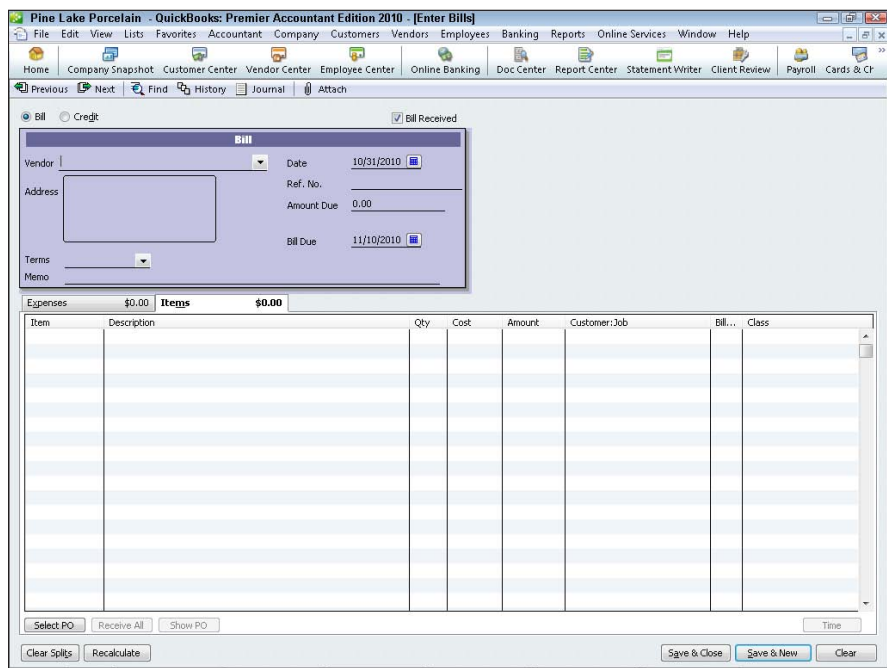 Pine Lake Porcelain - QuickBooks: Premier Accountant Edition 2010 - [Enter Bills]
File Edit View Lists Favorites Accountant Company Customers Vendors Employees Banking Reports Online Services Window Help
Home Company Snapshot Customer Center Vendor Center Employee Center Online Banking Doc Center Report Center Statement Writer Client Review Payroll Cards & Ch
Previous Next Find History Journal Attach
Bill Credit Bill Received
Bill
Vendor Date 10/31/2010
Address Ref. No.
Amount Due 0.00
Bill Due 11/10/2010
Terms
Memo
Expenses $0.00 Items $0.00
Item Description Qty Cost Amount Customer:Job Bill... Class
Select PO Receive All Show PO Time
Clear Splits Recalculate Save & Close Save & New Clear